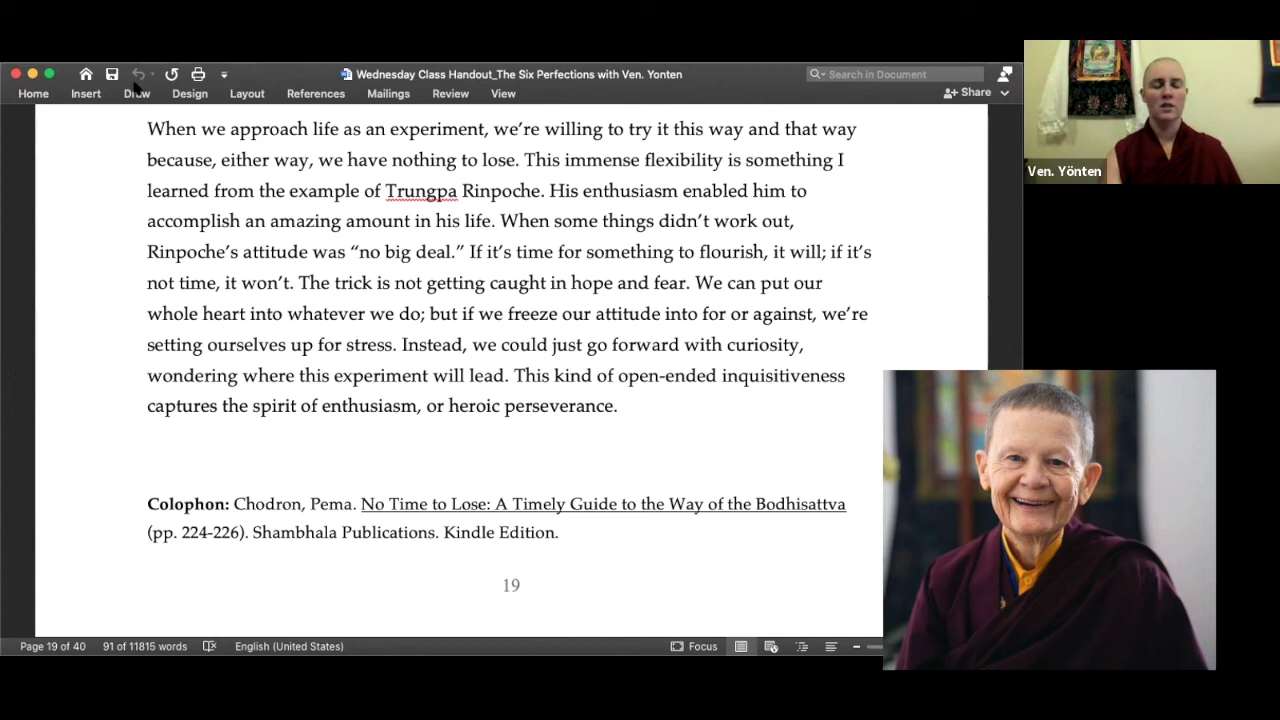 Wednesday Class Handout_The Six Perfections with Ven. Yonten
Search in Document
Home Insert Draw Design Layout References Mailings Review View
Share
When we approach life as an experiment, we’re willing to try it this way and that way
because, either way, we have nothing to lose. This immense flexibility is something I
learned from the example of Trungpa Rinpoche. His enthusiasm enabled him to
accomplish an amazing amount in his life. When some things didn’t work out,
Rinpoche’s attitude was “no big deal.” If it’s time for something to flourish, it will; if it’s
not time, it won’t. The trick is not getting caught in hope and fear. We can put our
whole heart into whatever we do; but if we freeze our attitude into for or against, we’re
setting ourselves up for stress. Instead, we could just go forward with curiosity,
wondering where this experiment will lead. This kind of open-ended inquisitiveness
captures the spirit of enthusiasm, or heroic perseverance.
Colophon: Chodron, Pema. No Time to Lose: A Timely Guide to the Way of the Bodhisattva
(pp. 224-226). Shambhala Publications. Kindle Edition.
19
Page 19 of 40 91 of 11815 words English (United States) Focus
Ven. Yönten